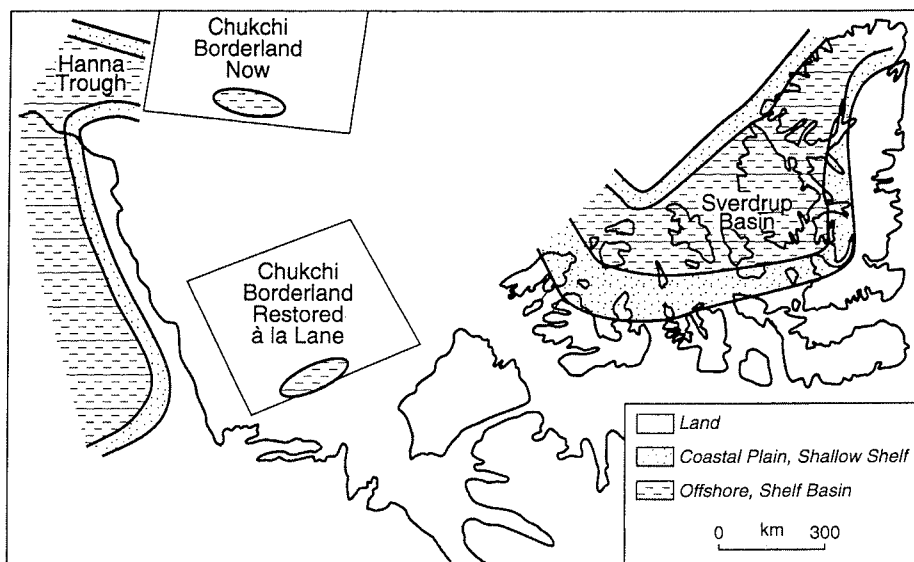 Chukchi
Borderland
Now
Hanna
Trough
Sverdrup
Basin
Chukchi
Borderland
Restored
à la Lane
Land
Coastal Plain, Shallow Shelf
Offshore, Shelf Basin
0 km 300